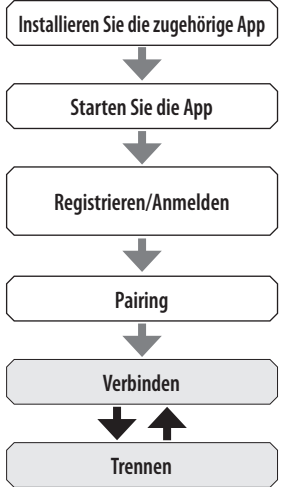 Installieren Sie die zugehörige App
Starten Sie die App
Registrieren/Anmelden
Pairing
Verbinden
Trennen